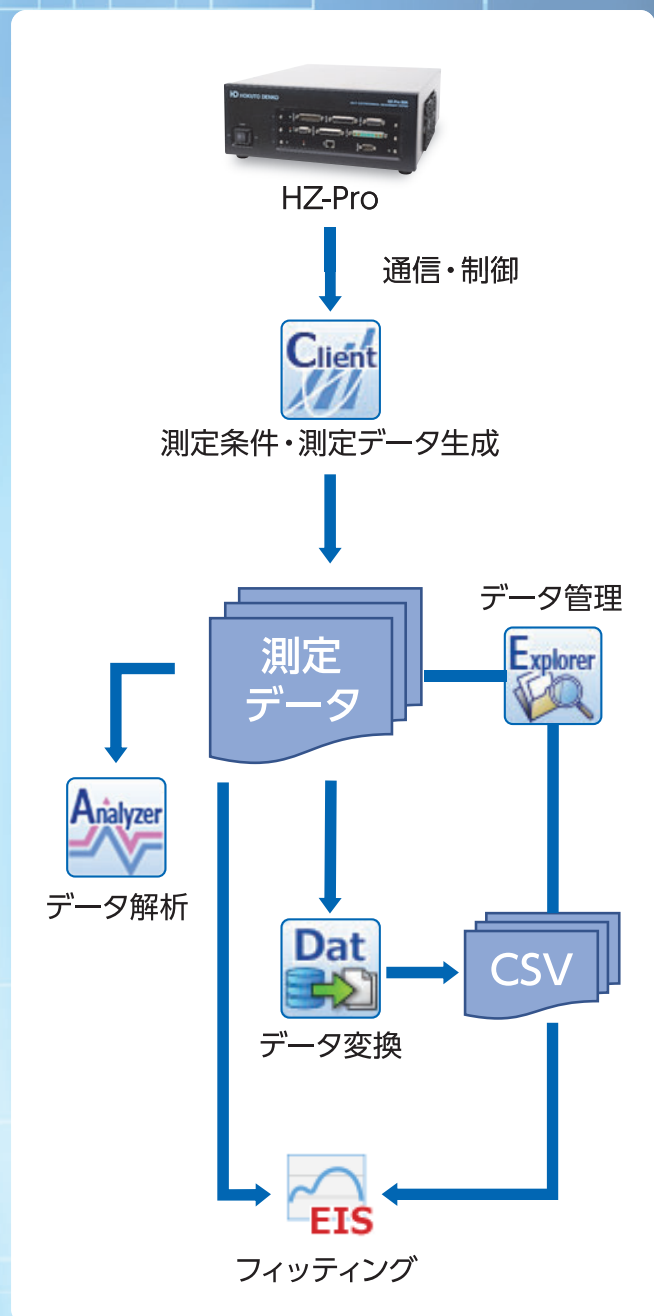 HOKUTO DENKO
HZ-Pro
通信・制御
Client
測定条件・測定データ生成
データ管理
測定
データ
Explorer
Analyzer
データ解析
Dat
データ変換
CSV
EIS
フィッティング